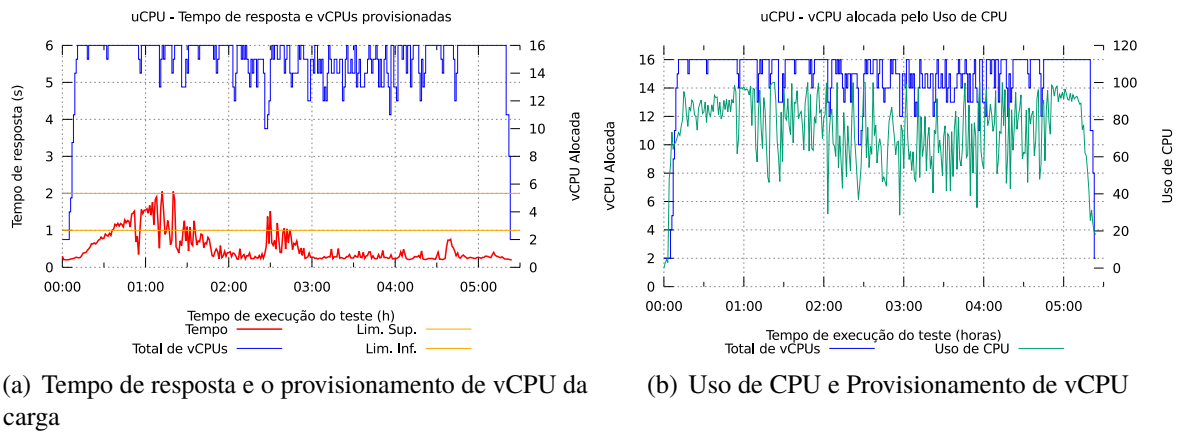 uCPU - Tempo de resposta e vCPUs provisionadas
6
5
4
3
2
1
0
Tempo de resposta (s)
16
14
12
10
8
6
4
2
0
vCPU Alocada
00:00 01:00 02:00 03:00 04:00 05:00
Tempo de execução do teste (h)
Tempo Lim. Sup.
Total de vCPUs Lim. Inf.
(a) Tempo de resposta e o provisionamento de vCPU da
carga
uCPU - vCPU alocada pelo Uso de CPU
16
14
12
10
8
6
4
2
0
vCPU Alocada
120
100
80
60
40
20
0
Uso de CPU
00:00 01:00 02:00 03:00 04:00 05:00
Tempo de execução do teste (horas)
Total de vCPUs Uso de CPU
(b) Uso de CPU e Provisionamento de vCPU